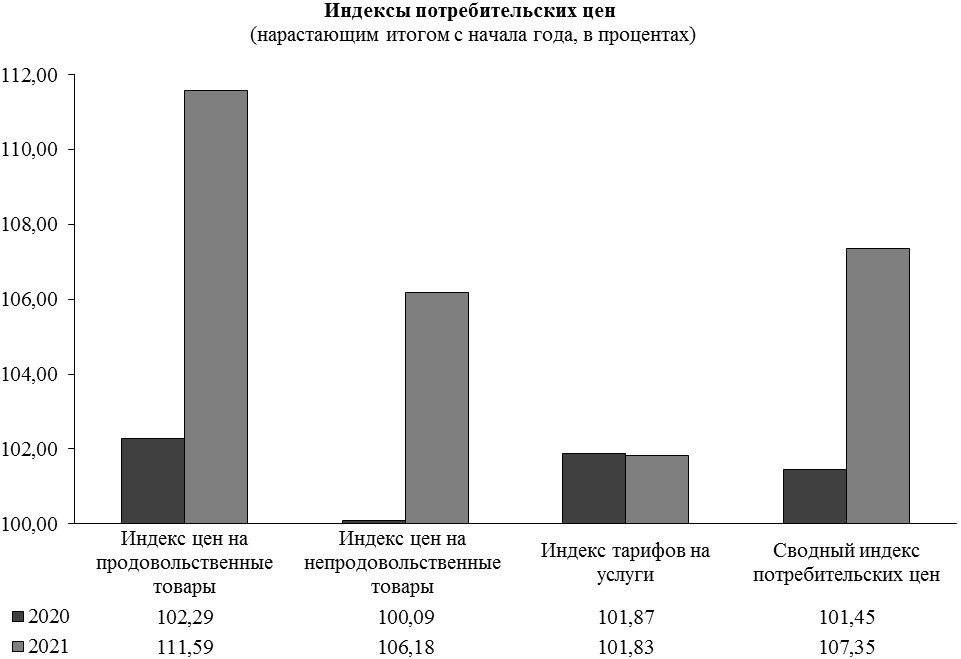 Индексы потребительских цен
(нарастающим итогом с начала года, в процентах)
112,00
110,00
108,00
106,00
104,00
102,00
100,00
Индекс цен на
продовольственные
товары
Индекс цен на
непродовольственные
товары
Индекс тарифов на
услуги
Сводный индекс
потребительских цен
2020 102,29 100,09 101,87 101,45
2021 111,59 106,18 101,83 107,35